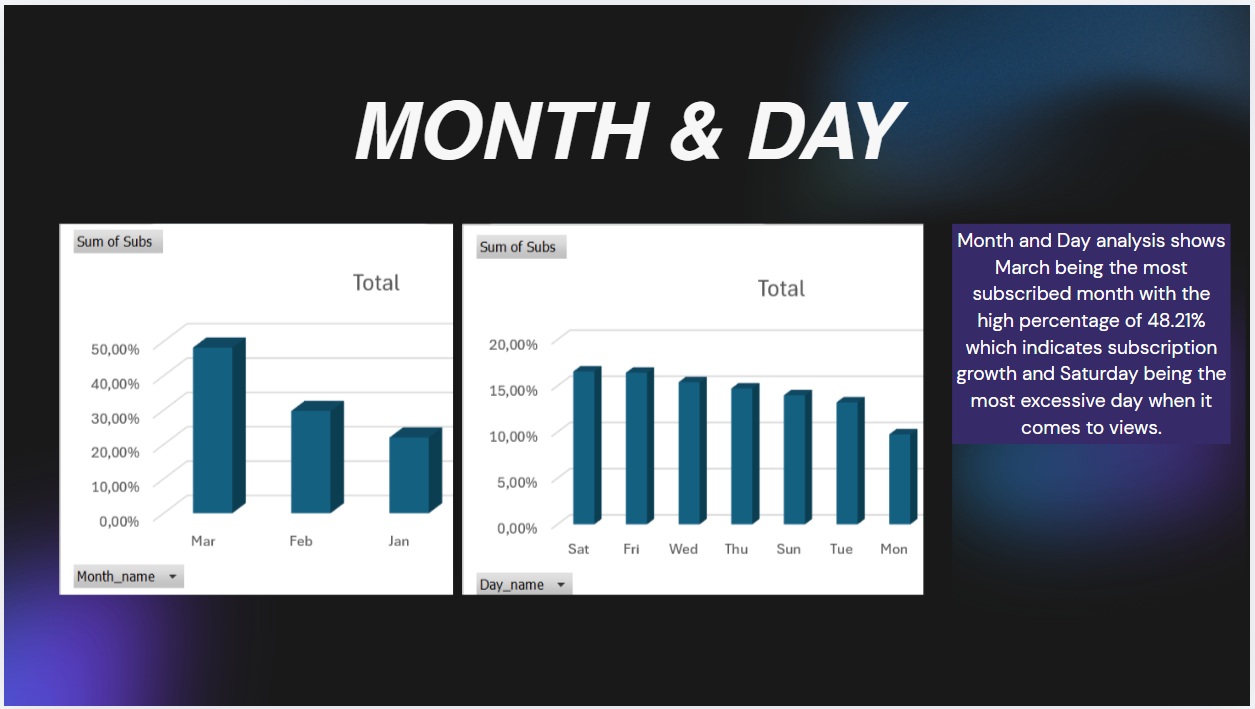 MONTH & DAY
Sum of Subs
Total
50,00%
40,00%
30,00%
20,00%
10,00%
0,00%
Mar Feb Jan
Month_name
Sum of Subs
Total
20,00%
15,00%
10,00%
5,00%
0,00%
Sat Fri Wed Thu Sun Tue Mon
Day_name
Month and Day analysis shows
March being the most
subscribed month with the
high percentage of 48.21%
which indicates subscription
growth and Saturday being the
most excessive day when it
comes to views.